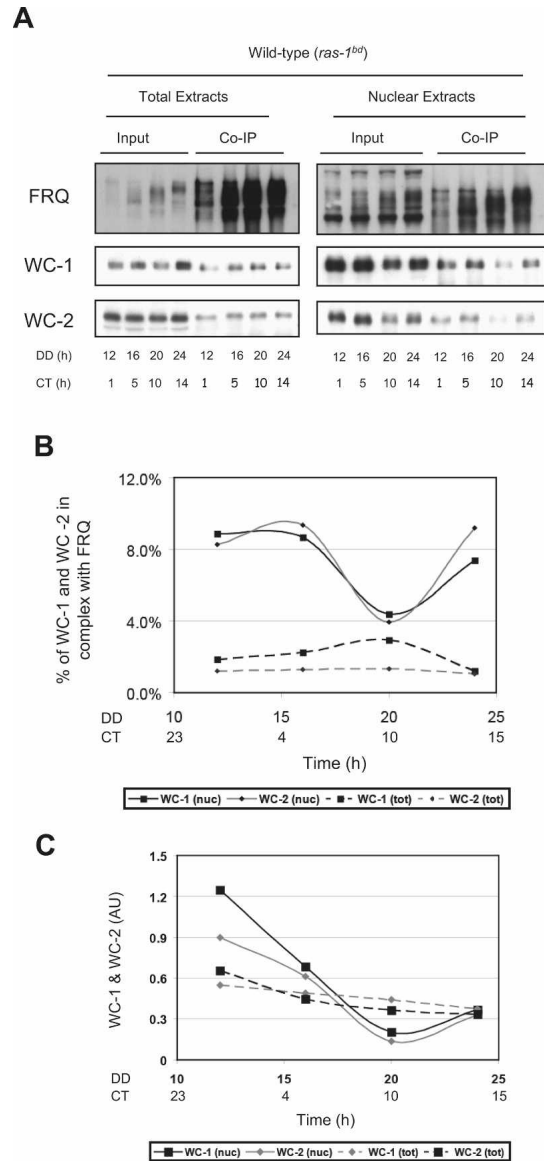 A
Wild-type (ras-1bd)
Total Extracts Nuclear Extracts
Input Co-IP Input Co-IP
FRQ
WC-1
WC-2
DD (h) 12 16 20 24 12 16 20 24 12 16 20 24 12 16 20 24
CT (h) 1 5 10 14 1 5 10 14 1 5 10 14 1 5 10 14
B
% of WC-1 and WC -2 in
complex with FRQ
12.0%
8.0%
4.0%
0.0%
DD 10 15 20 25
CT 23 4 10 15
Time (h)
WC-1 (nuc) WC-2 (nuc) WC-1 (tot) WC-2 (tot)
C
WC-1 & WC-2 (AU)
1.5
1.2
0.9
0.6
0.3
0
DD 10 15 20 25
CT 23 4 10 15
Time (h)
WC-1 (nuc) WC-2 (nuc) WC-1 (tot) WC-2 (tot)